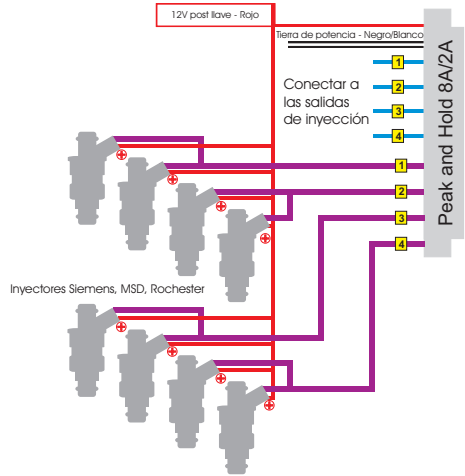 12V post llave - Rojo
Tierra de potencia - Negro/Blanco
1
2
3
4
Conectar a
las salidas
de inyección
1
2
3
4
Peak and Hold 8A/2A
Inyectores Siemens, MSD, Rochester